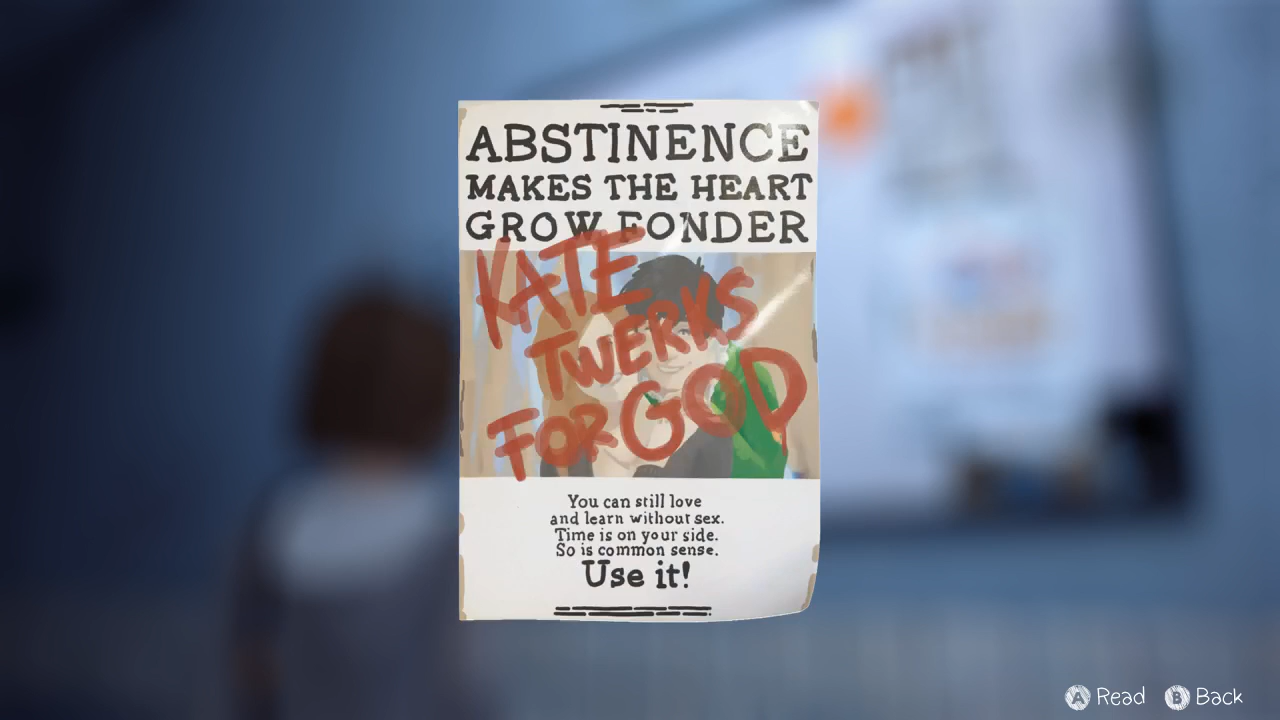 ABSTINENCE
MAKES THE HEART
GROW FONDER
KATE
TWERKS
FOR GOD
You can still love
and learn without sex.
Time is on your side.
So is common sense.
Use it!
A Read B Back